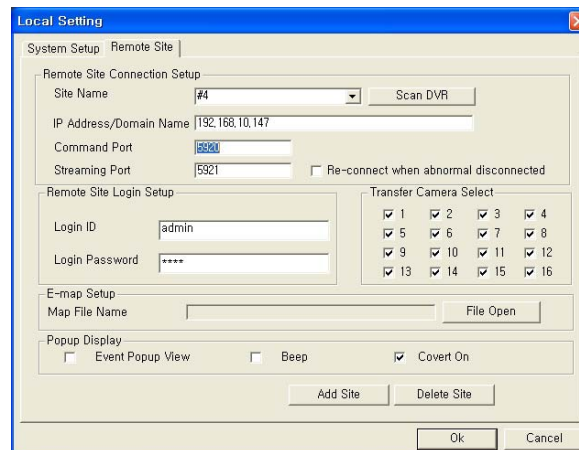 Local Setting
System Setup Remote Site
Remote Site Connection Setup
Site Name #4 Scan DVR
IP Address/Domain Name 192,168,10,147
Command Port 5920
Streaming Port 5921 Re-connect when abnormal disconnected
Remote Site Login Setup Transfer Camera Select
1 2 3 4
Login ID admin 5 6 7 8
9 10 11 12
Login Password **** 13 14 15 16
E-map Setup
Map File Name File Open
Popup Display
Event Popup View Beep Covert On
Add Site Delete Site
Ok Cancel